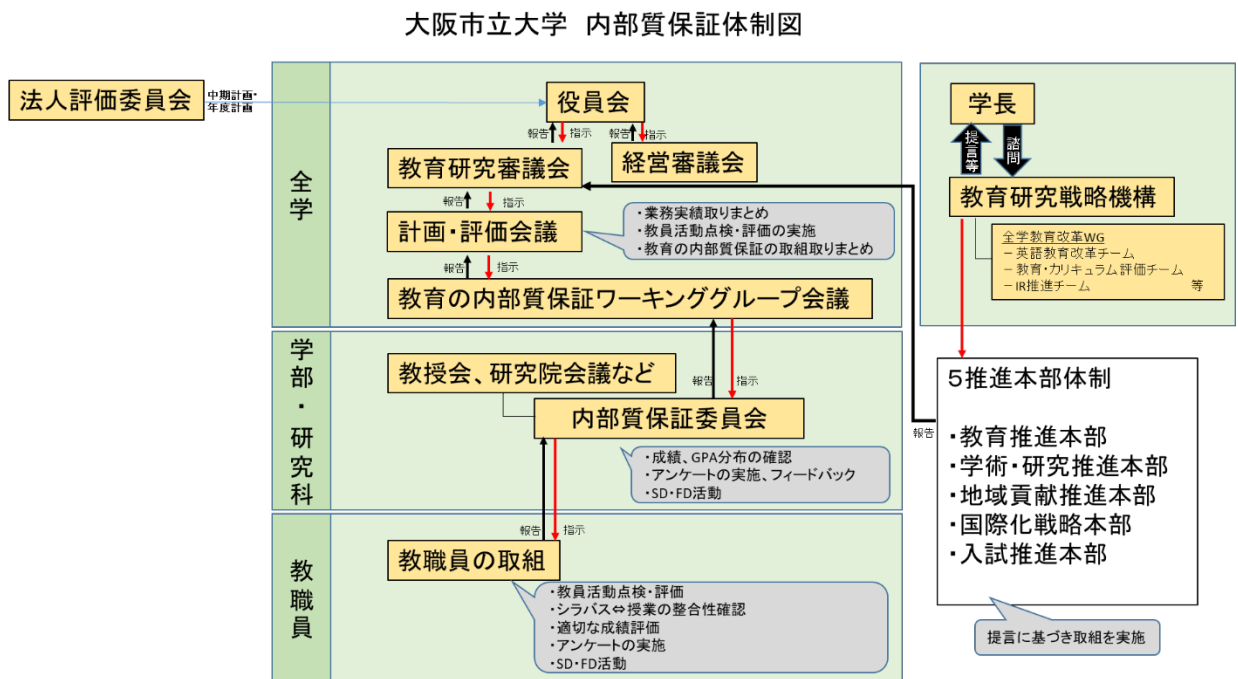 大阪市立大学 内部質保証体制図
法人評価委員会
中期計画・
年度計画
全学
役員会
報告
指示
報告
指示
教育研究審議会
経営審議会
報告
指示
計画・評価会議
・業務実績取りまとめ
・教員活動点検・評価の実施
・教育の内部質保証の取組取りまとめ
報告
指示
教育の内部質保証ワーキンググループ会議
学部・研究科
教授会、研究院会議など
報告
指示
内部質保証委員会
・成績、GPA分布の確認
・アンケートの実施、フィードバック
・SD・FD活動
教職員
報告
指示
教職員の取組
・教員活動点検・評価
・シラバス⇔授業の整合性確認
・適切な成績評価
・アンケートの実施
・SD・FD活動
学長
提言等
諮問
教育研究戦略機構
全学教育改革WG
－英語教育改革チーム
－教育・カリキュラム評価チーム
－IR推進チーム 等
報告
５推進本部体制
・教育推進本部
・学術・研究推進本部
・地域貢献推進本部
・国際化戦略本部
・入試推進本部
提言に基づき取組を実施